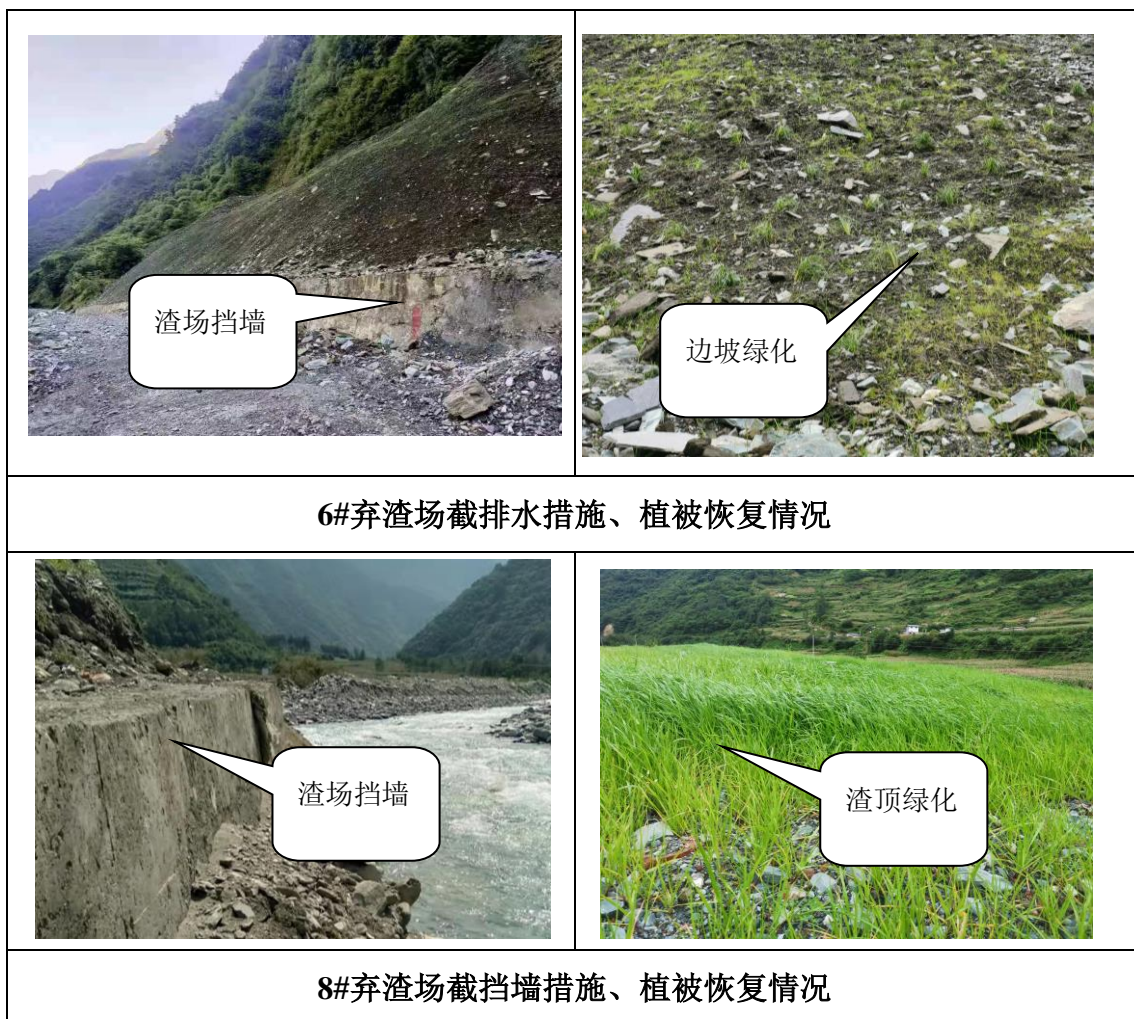 渣场挡墙
边坡绿化
6#弃渣场截排水措施、植被恢复情况
渣场挡墙
渣顶绿化
8#弃渣场截挡墙措施、植被恢复情况